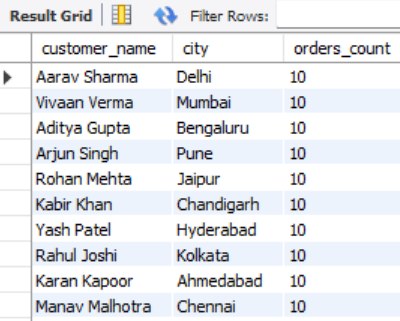 Result Grid Filter Rows:
customer_name city orders_count
Aarav Sharma Delhi 10
Vivaan Verma Mumbai 10
Aditya Gupta Bengaluru 10
Arjun Singh Pune 10
Rohan Mehta Jaipur 10
Kabir Khan Chandigarh 10
Yash Patel Hyderabad 10
Rahul Joshi Kolkata 10
Karan Kapoor Ahmedabad 10
Manav Malhotra Chennai 10